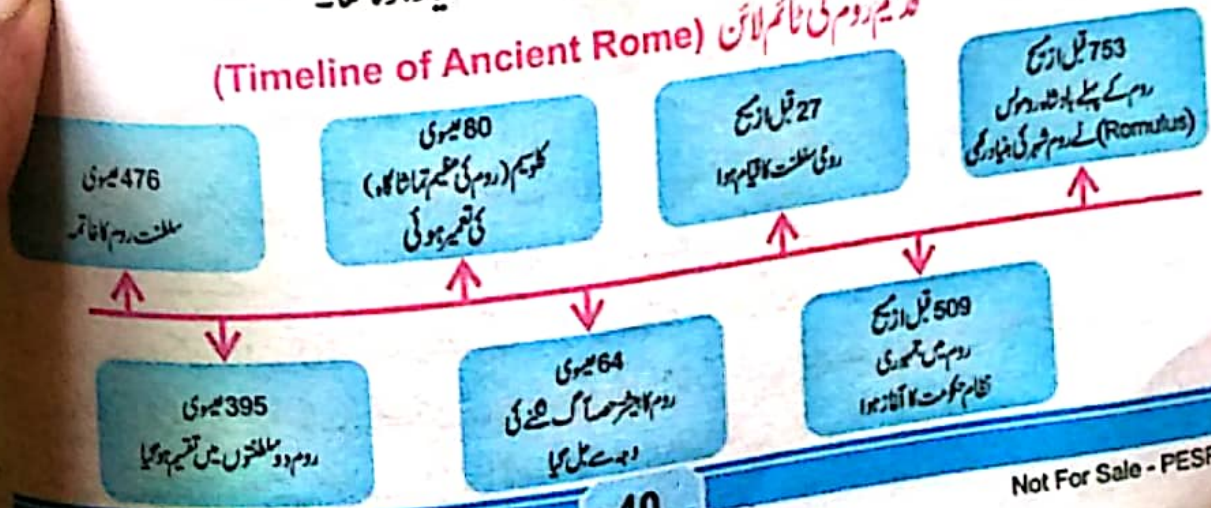 قدیم روم کی ٹائم لائن (Timeline of Ancient Rome)
753 قبل از مسیح
روم کے پہلے بادشاہ رومولس
(Romulus) نے روم شہر کی بنیاد رکھی
509 قبل از مسیح
روم میں جمہوری
نظام حکومت کا آغاز ہوا
27 قبل از مسیح
رومی سلطنت کا قیام ہوا
64 عیسوی
روم کا بیشتر حصہ آگ لگنے کی
وجہ سے جل گیا
80 عیسوی
کلوسیم (روم کی عظیم تماشا گاہ)
کی تعمیر ہوئی
395 عیسوی
روم دو سلطنتوں میں تقسیم ہو گیا
476 عیسوی
سلطنت روم کا خاتمہ
40
Not For Sale - PESR